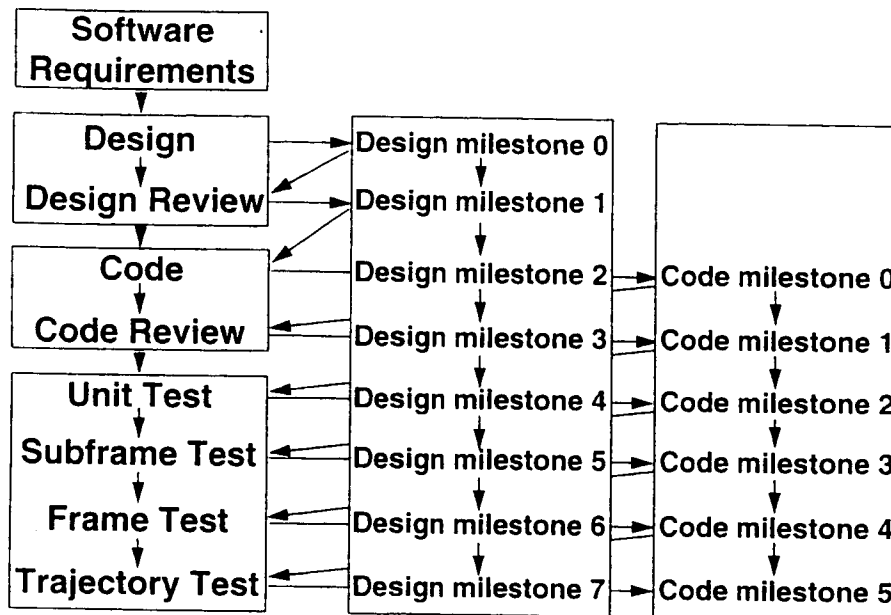 Software
Requirements
Design
Design Review
Code
Code Review
Unit Test
Subframe Test
Frame Test
Trajectory Test
Design milestone 0
Design milestone 1
Design milestone 2
Design milestone 3
Design milestone 4
Design milestone 5
Design milestone 6
Design milestone 7
Code milestone 0
Code milestone 1
Code milestone 2
Code milestone 3
Code milestone 4
Code milestone 5